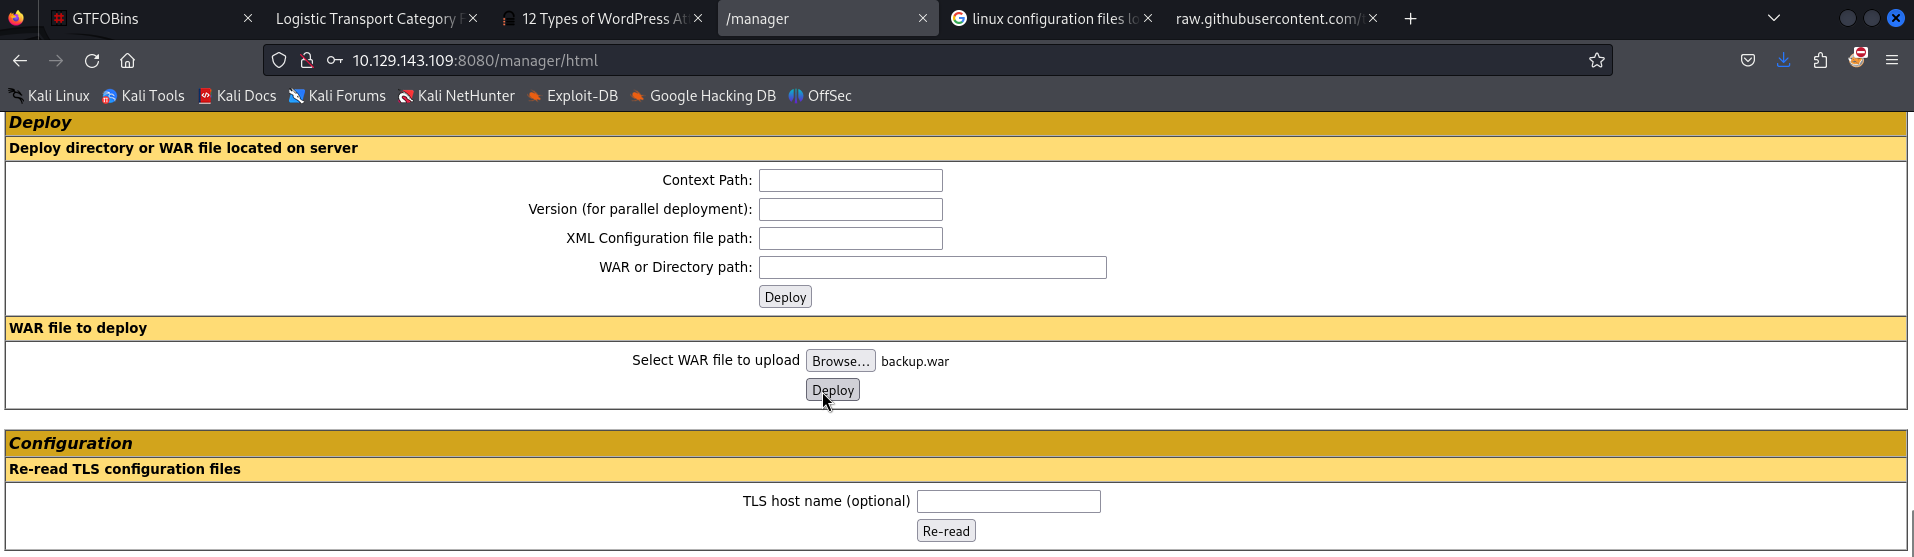 GTFOBins
Logistic Transport Category
12 Types of WordPress
/manager
linux configuration files
raw.githubusercontent.com/
10.129.143.109:8080/manager/html
Kali Linux Kali Tools Kali Docs Kali Forums Kali NetHunter Exploit-DB Google Hacking DB OffSec
Deploy
Deploy directory or WAR file located on server
Context Path:
Version (for parallel deployment):
XML Configuration file path:
WAR or Directory path:
Deploy
WAR file to deploy
Select WAR file to upload Browse... backup.war
Deploy
Configuration
Re-read TLS configuration files
TLS host name (optional)
Re-read